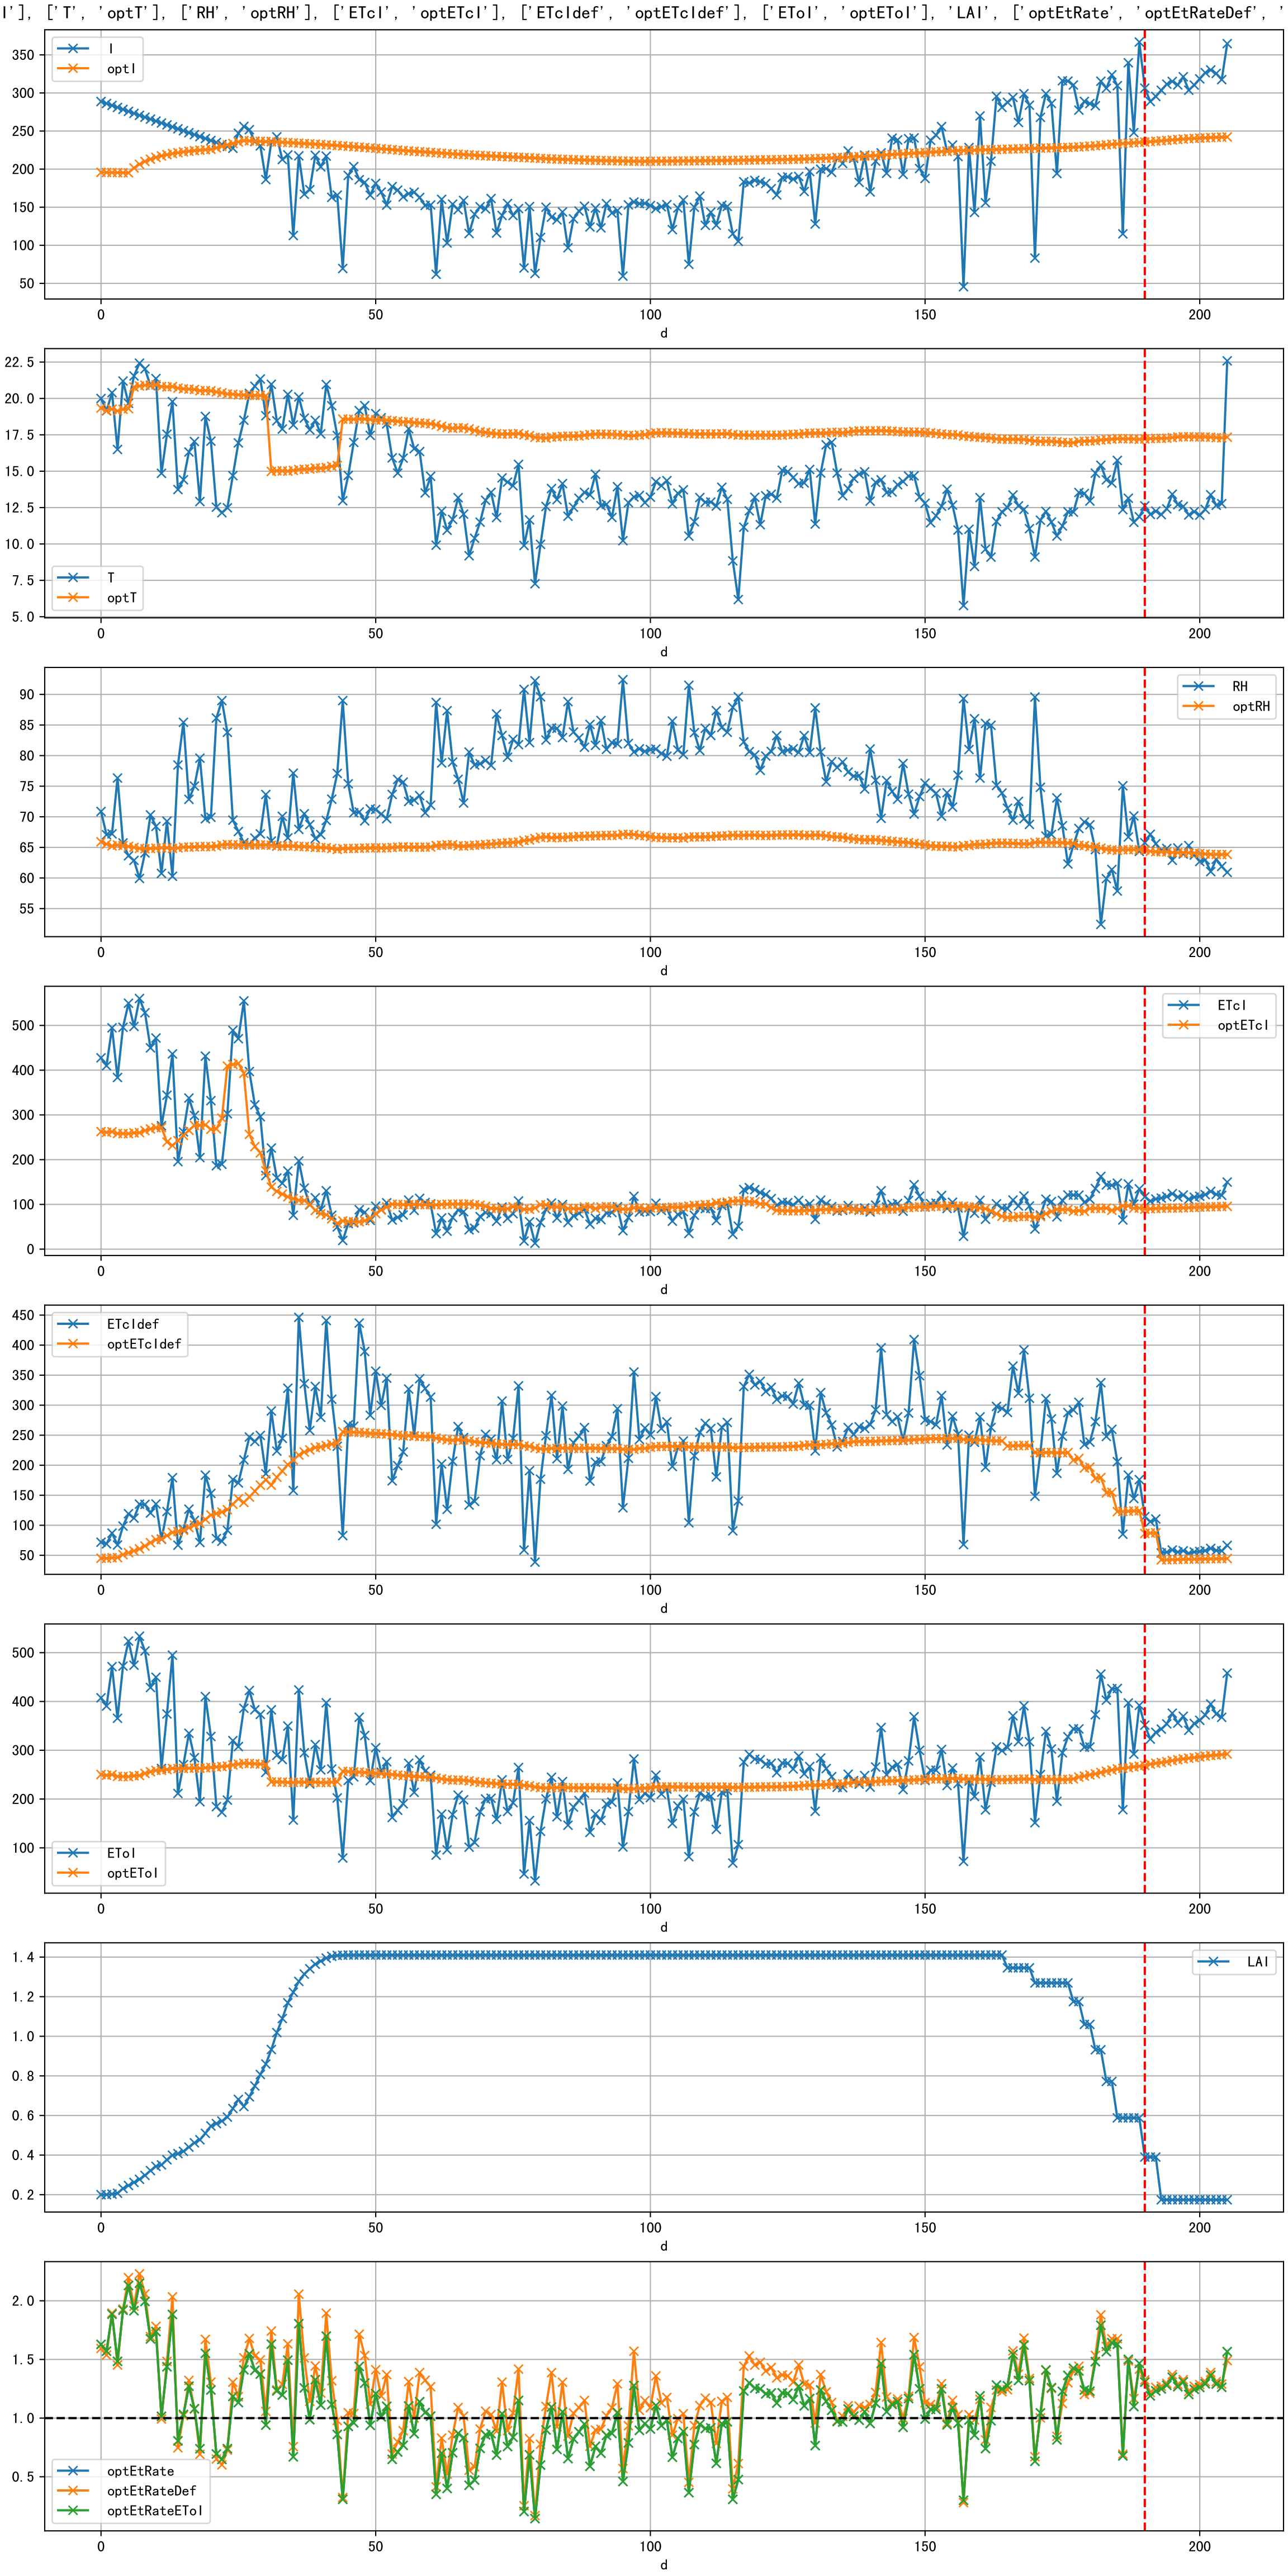 I'], ['T', 'optT'], ['RH', 'optRH'], ['ETcI', 'optETcI'], ['ETcIdef', 'optETcIdef'], ['EToI', 'optEToI'], 'LAI', ['optEtRate', 'optEtRateDef', '
I
optI
350
300
250
200
150
100
50
0 50 100 150 200
d
22.5
20.0
17.5
15.0
12.5
10.0
7.5
5.0
T
optT
0 50 100 150 200
d
RH
optRH
90
85
80
75
70
65
60
55
0 50 100 150 200
d
ETcI
optETcI
500
400
300
200
100
0
0 50 100 150 200
d
ETcIdef
optETcIdef
450
400
350
300
250
200
150
100
50
0 50 100 150 200
d
500
400
300
200
100
EToI
optEToI
0 50 100 150 200
d
LAI
1.4
1.2
1.0
0.8
0.6
0.4
0.2
0 50 100 150 200
d
2.0
1.5
1.0
0.5
optEtRate
optEtRateDef
optEtRateEToI
0 50 100 150 200
d